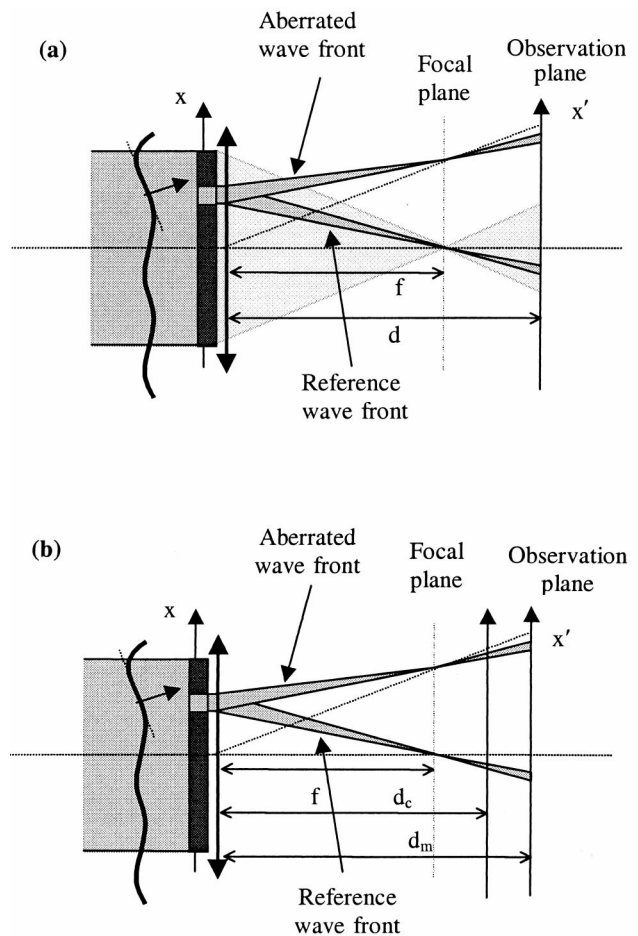 (a)
Aberrated
wave front
Focal
plane
Observation
plane
x
x′
f
d
Reference
wave front
(b)
Aberrated
wave front
Focal
plane
Observation
plane
x
x′
f
d_c
d_m
Reference
wave front